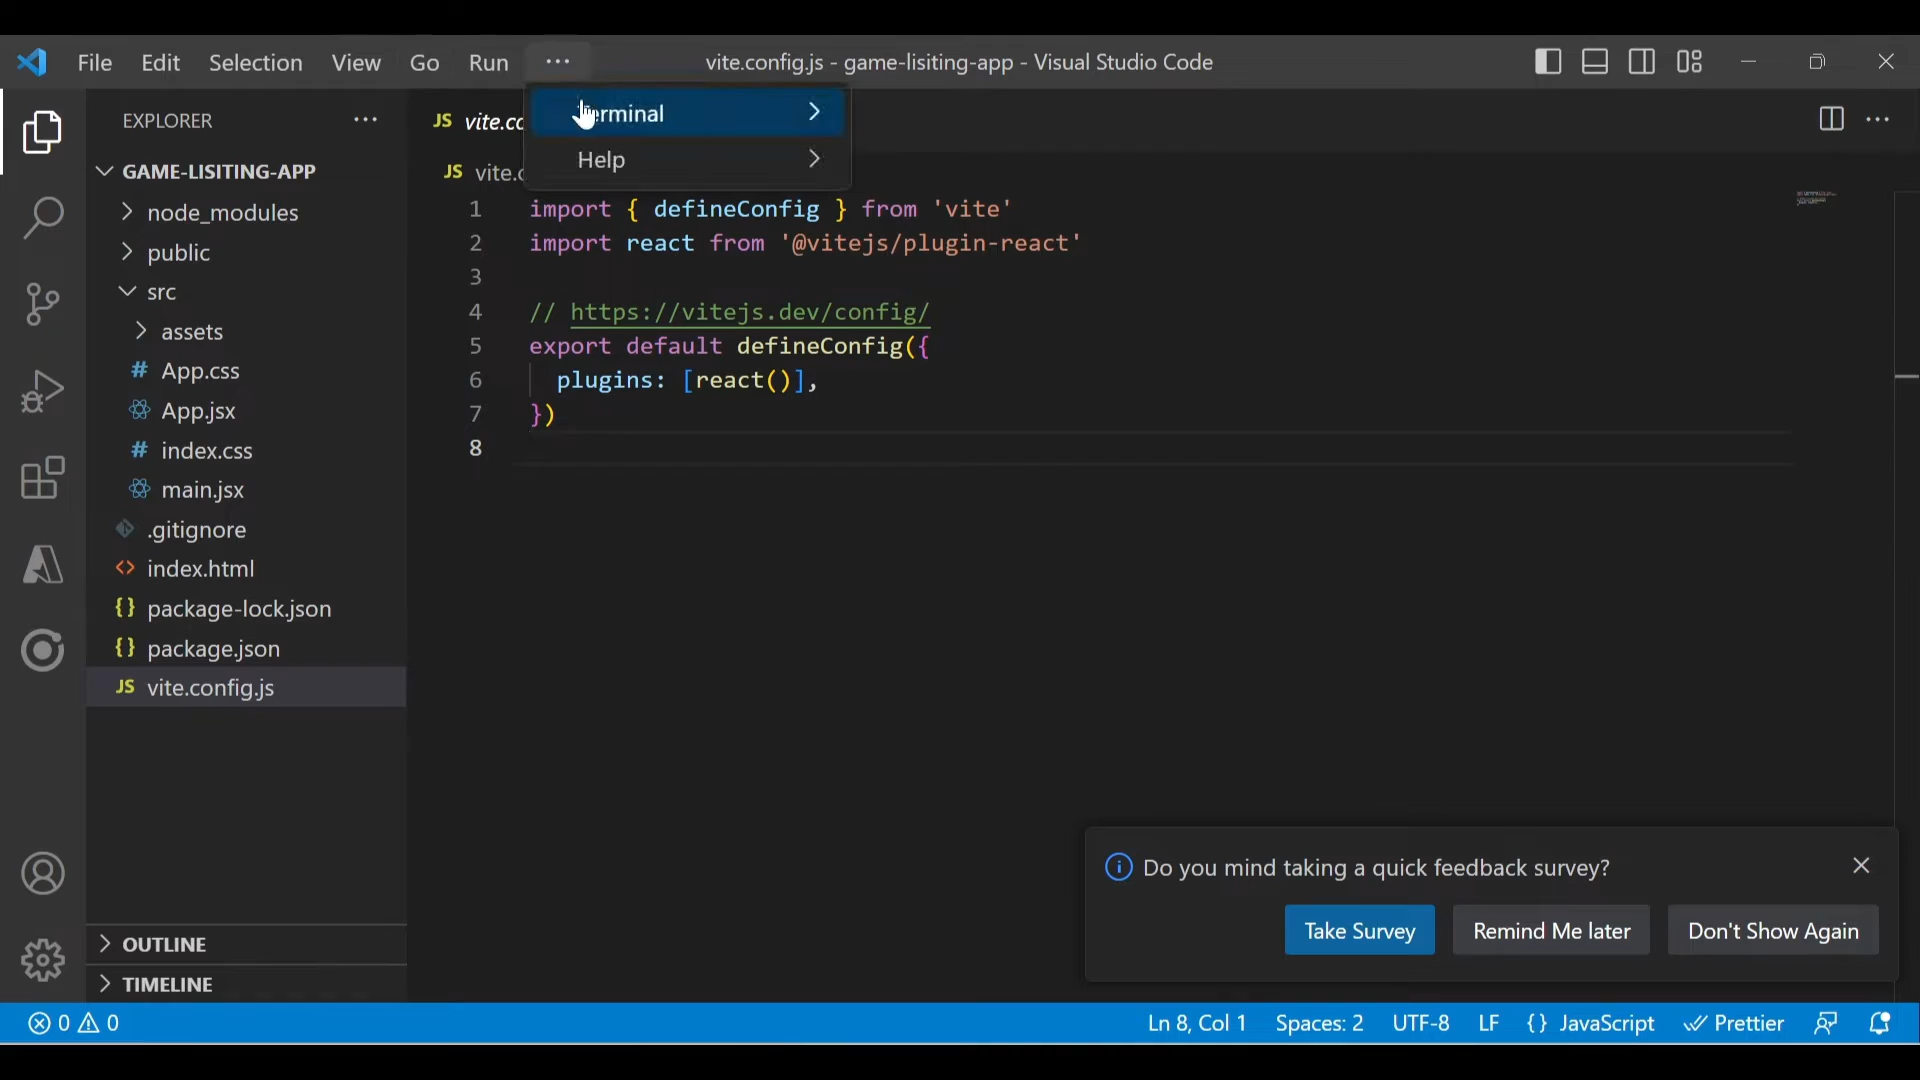 File Edit Selection View Go Run ··· vite.config.js - game-lisiting-app - Visual Studio Code
EXPLORER ···
GAME-LISITING-APP
node_modules
public
src
assets
# App.css
App.jsx
# index.css
main.jsx
.gitignore
<> index.html
{} package-lock.json
{} package.json
JS vite.config.js
OUTLINE
TIMELINE
JS vite.co
erminal
Help
JS vite.c
1 import { defineConfig } from 'vite'
2 import react from '@vitejs/plugin-react'
3
4 // https://vitejs.dev/config/
5 export default defineConfig({
6 plugins: [react()],
7 })
8
Do you mind taking a quick feedback survey?
Take Survey Remind Me later Don't Show Again
0 0 Ln 8, Col 1 Spaces: 2 UTF-8 LF {} JavaScript Prettier